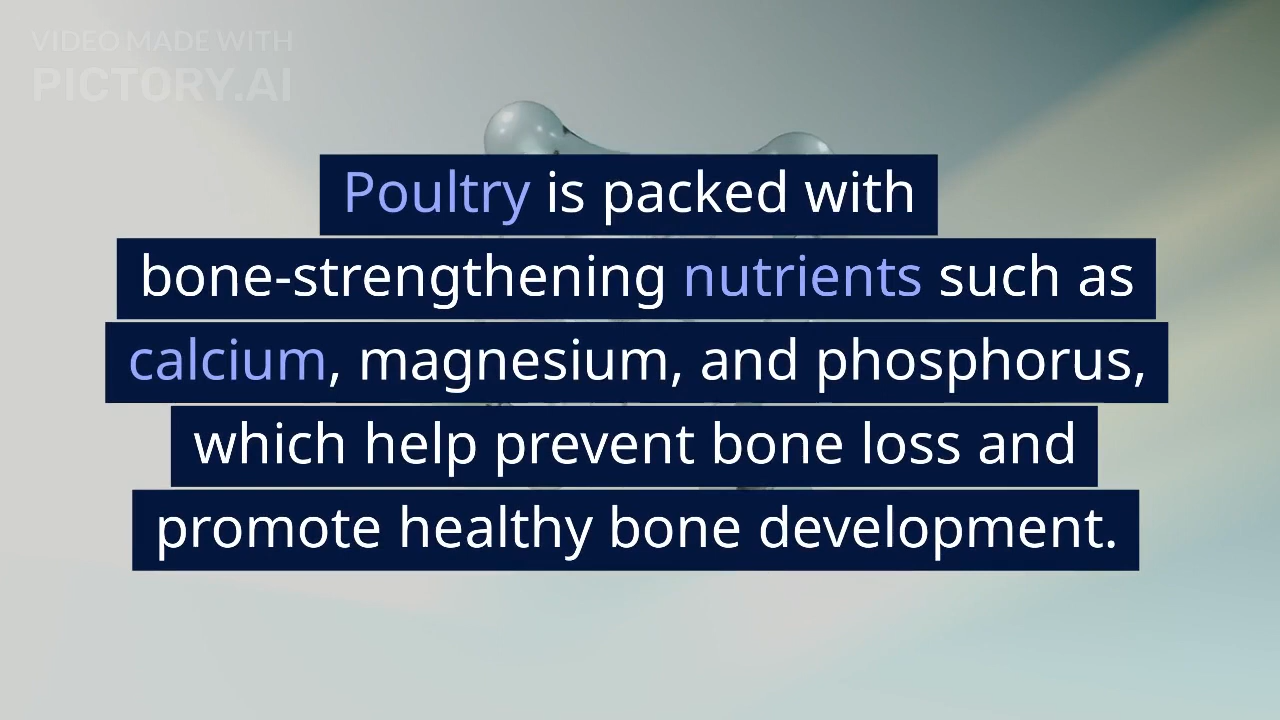 VIDEO MADE WITH
PICTORY.AI
Poultry is packed with
bone-strengthening nutrients such as
calcium, magnesium, and phosphorus,
which help prevent bone loss and
promote healthy bone development.